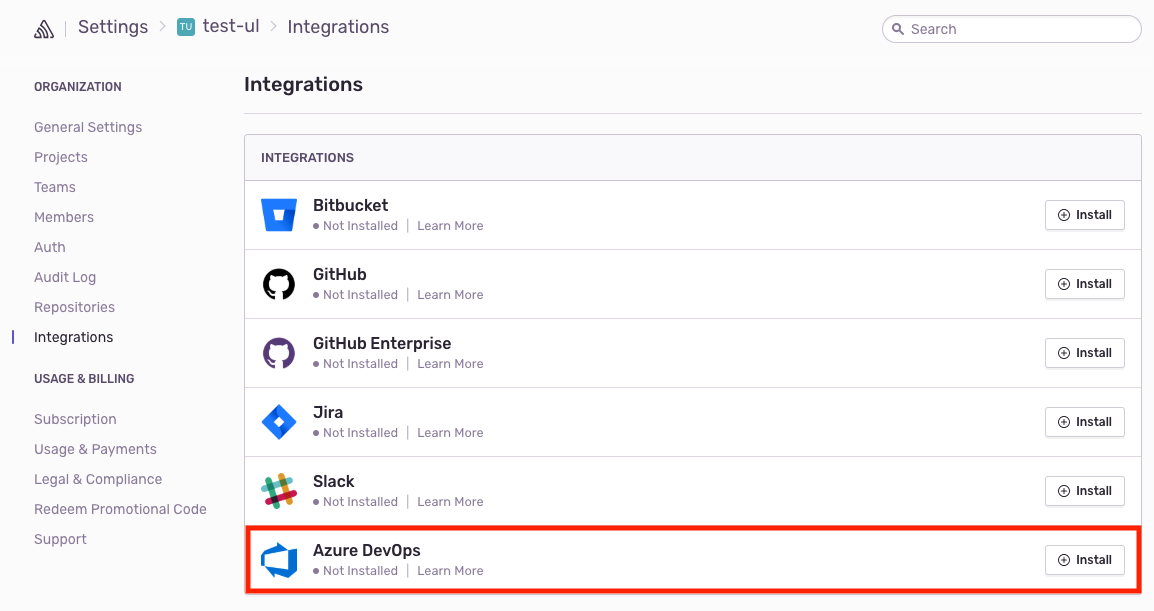 Settings > TU test-ul > Integrations
Search
ORGANIZATION
General Settings
Projects
Teams
Members
Auth
Audit Log
Repositories
Integrations
USAGE & BILLING
Subscription
Usage & Payments
Legal & Compliance
Redeem Promotional Code
Support
Integrations
INTEGRATIONS
Bitbucket
Not Installed | Learn More
Install
GitHub
Not Installed | Learn More
Install
GitHub Enterprise
Not Installed | Learn More
Install
Jira
Not Installed | Learn More
Install
Slack
Not Installed | Learn More
Install
Azure DevOps
Not Installed | Learn More
Install